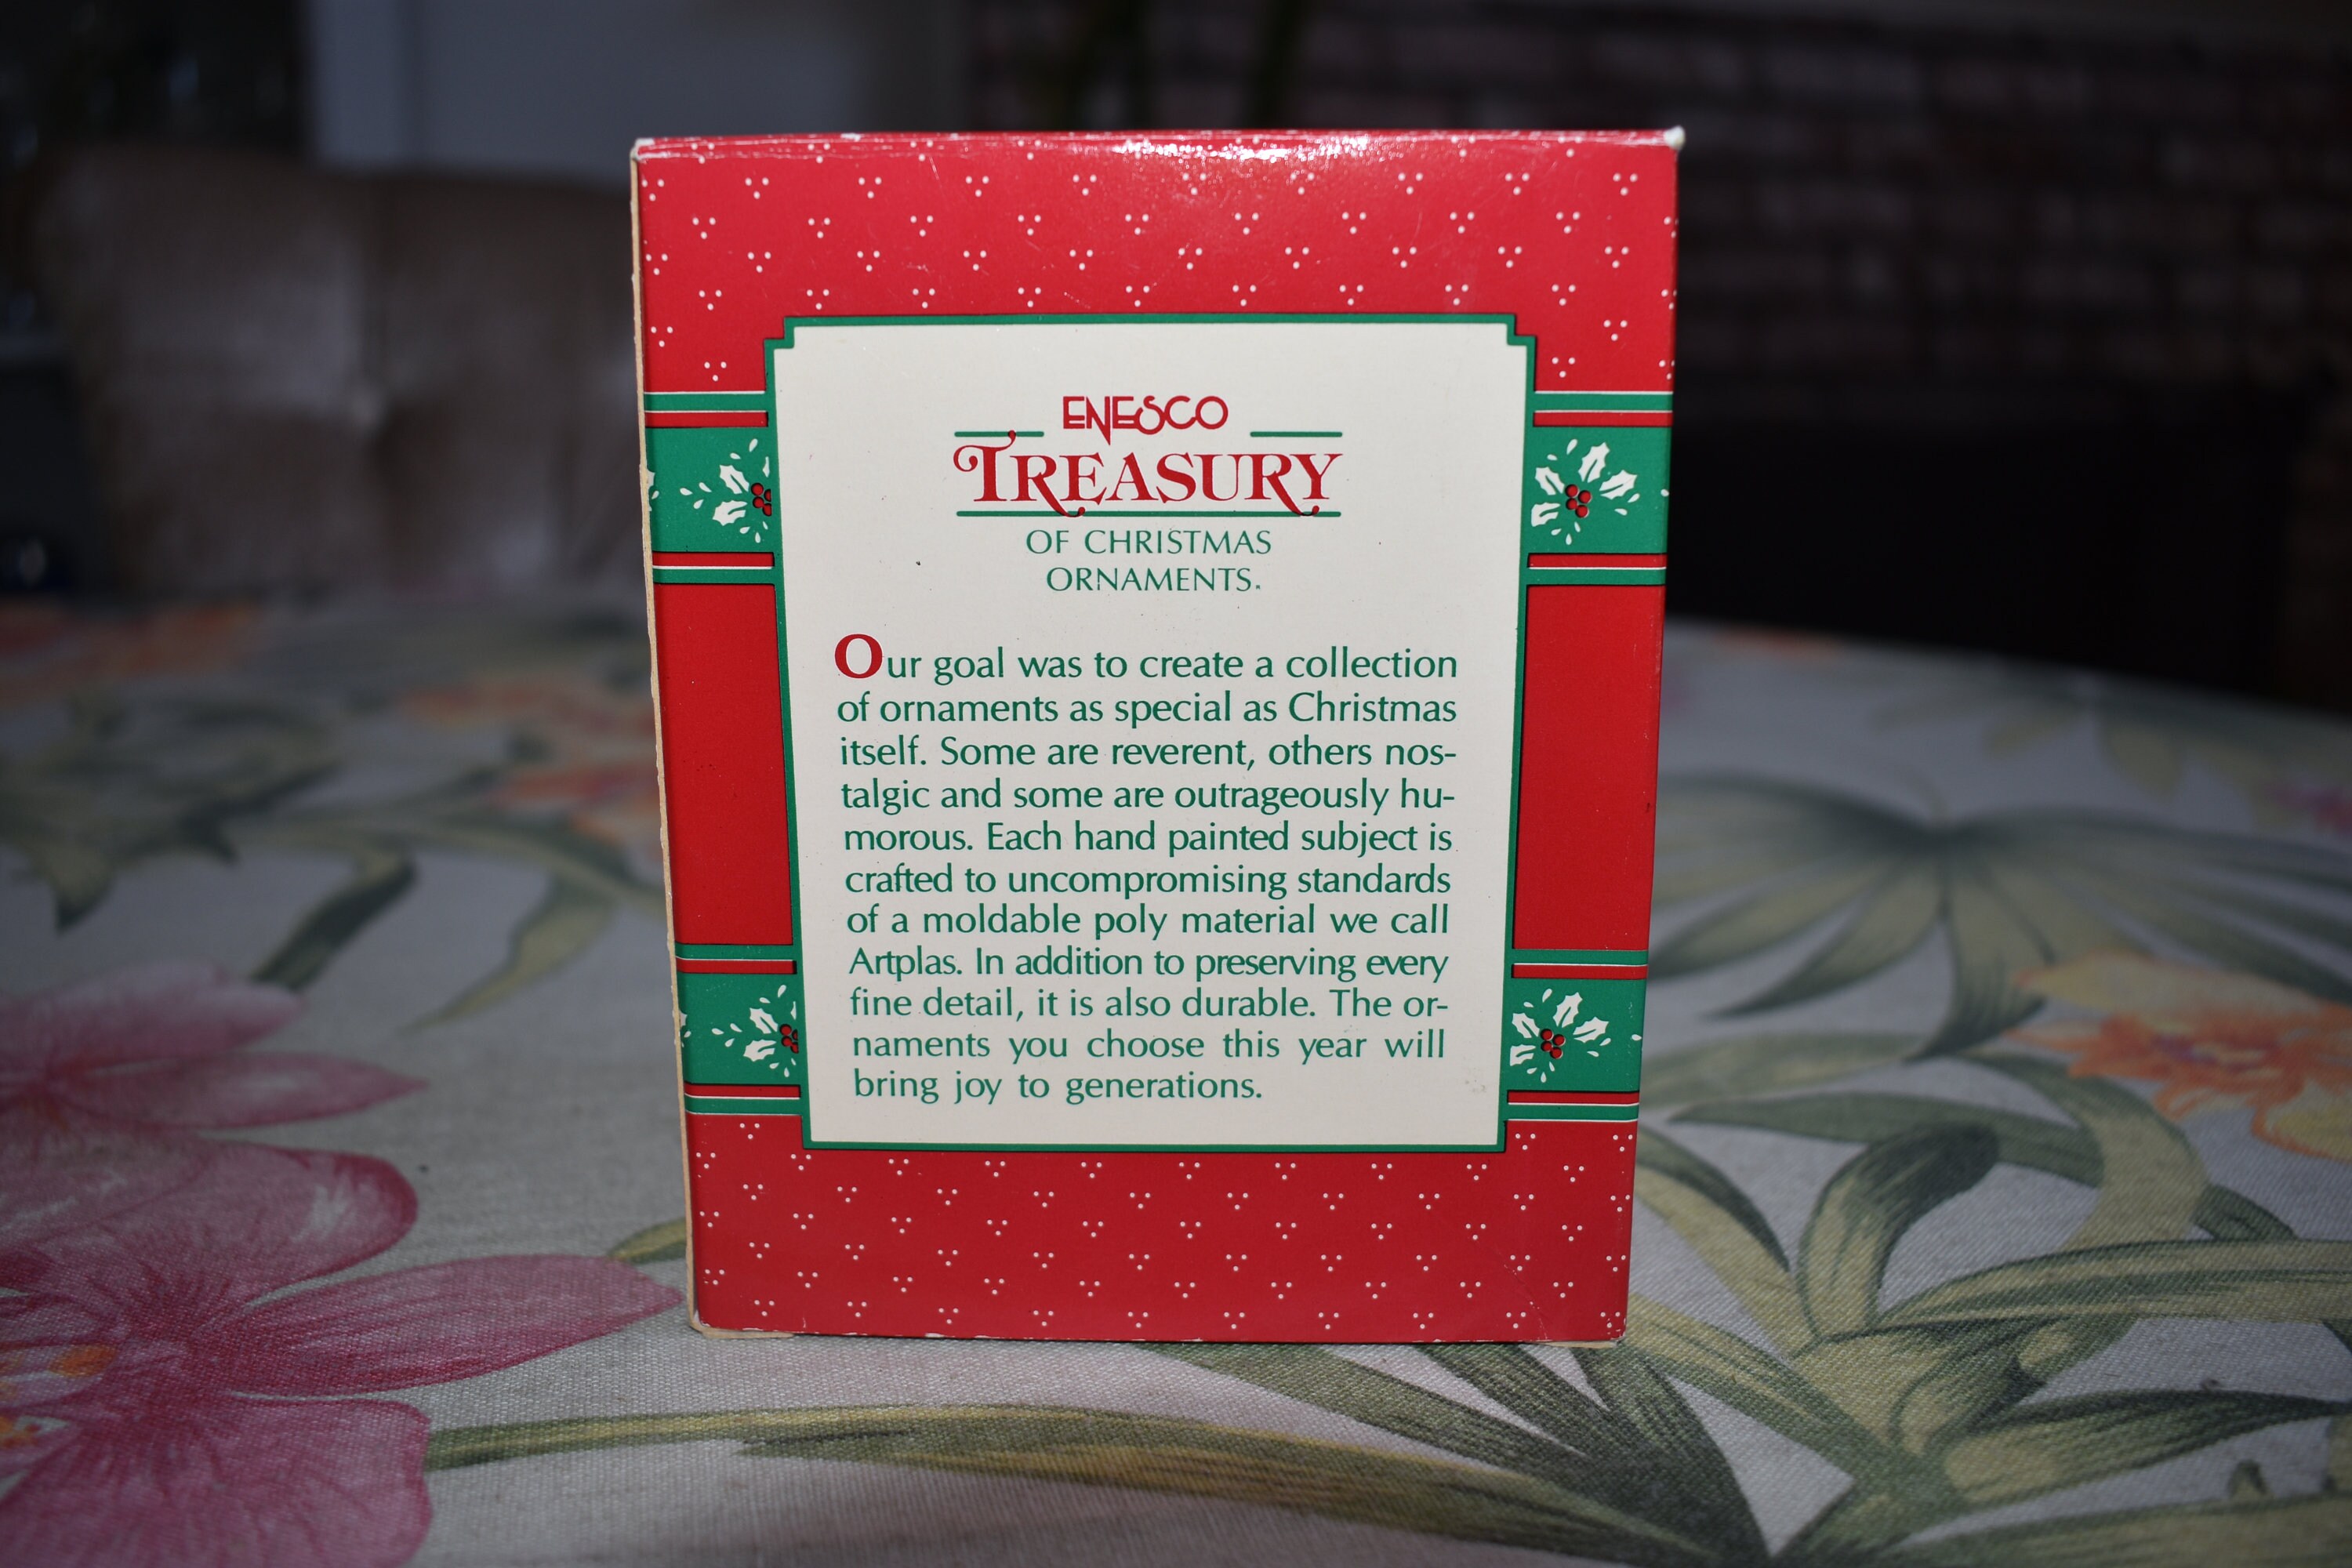 ENESCO
TREASURY
OF CHRISTMAS
ORNAMENTS.
Our goal was to create a collection
of ornaments as special as Christmas
itself. Some are reverent, others nos-
talgic and some are outrageously hu-
morous. Each hand painted subject is
crafted to uncompromising standards
of a moldable poly material we call
Artplas. In addition to preserving every
fine detail, it is also durable. The or-
naments you choose this year will
bring joy to generations.